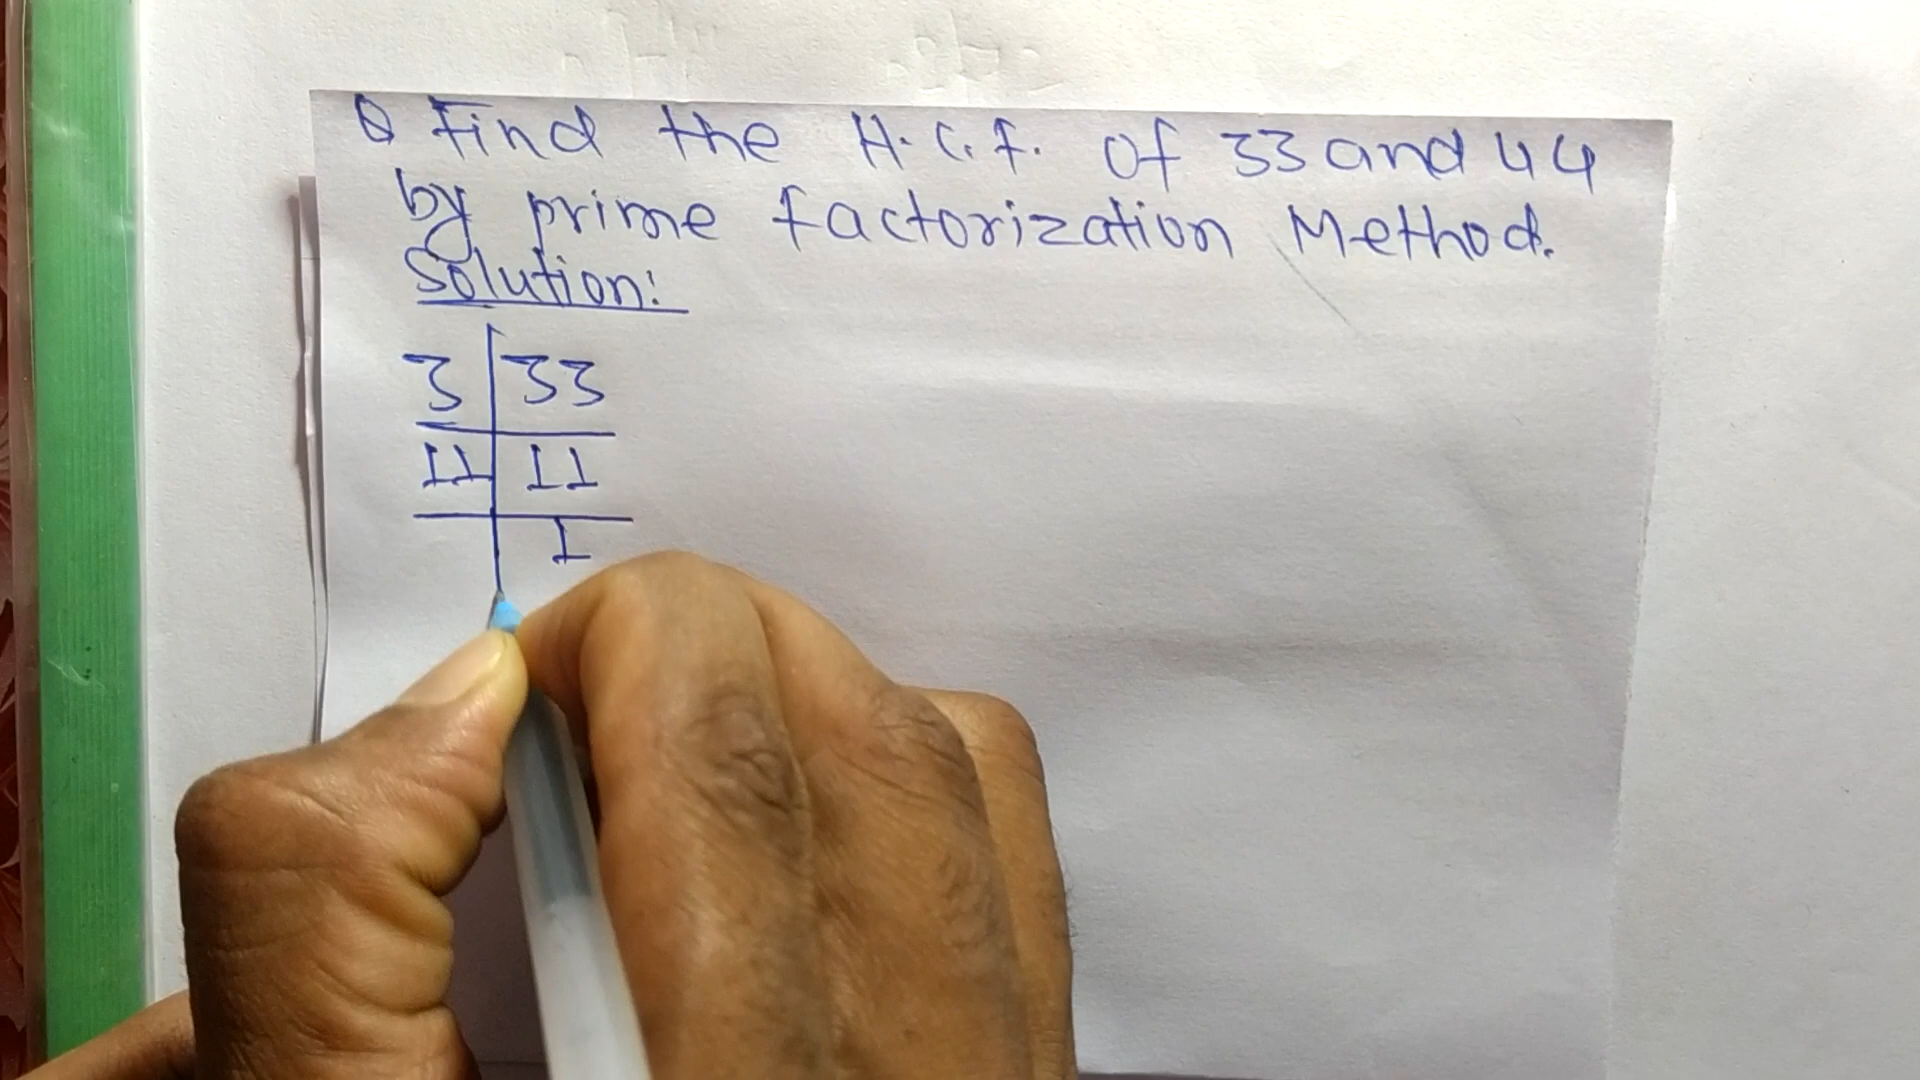 Q Find the H.C.f. of 33 and 44
by prime factorization Method.
Solution:
3 33
11 11
1